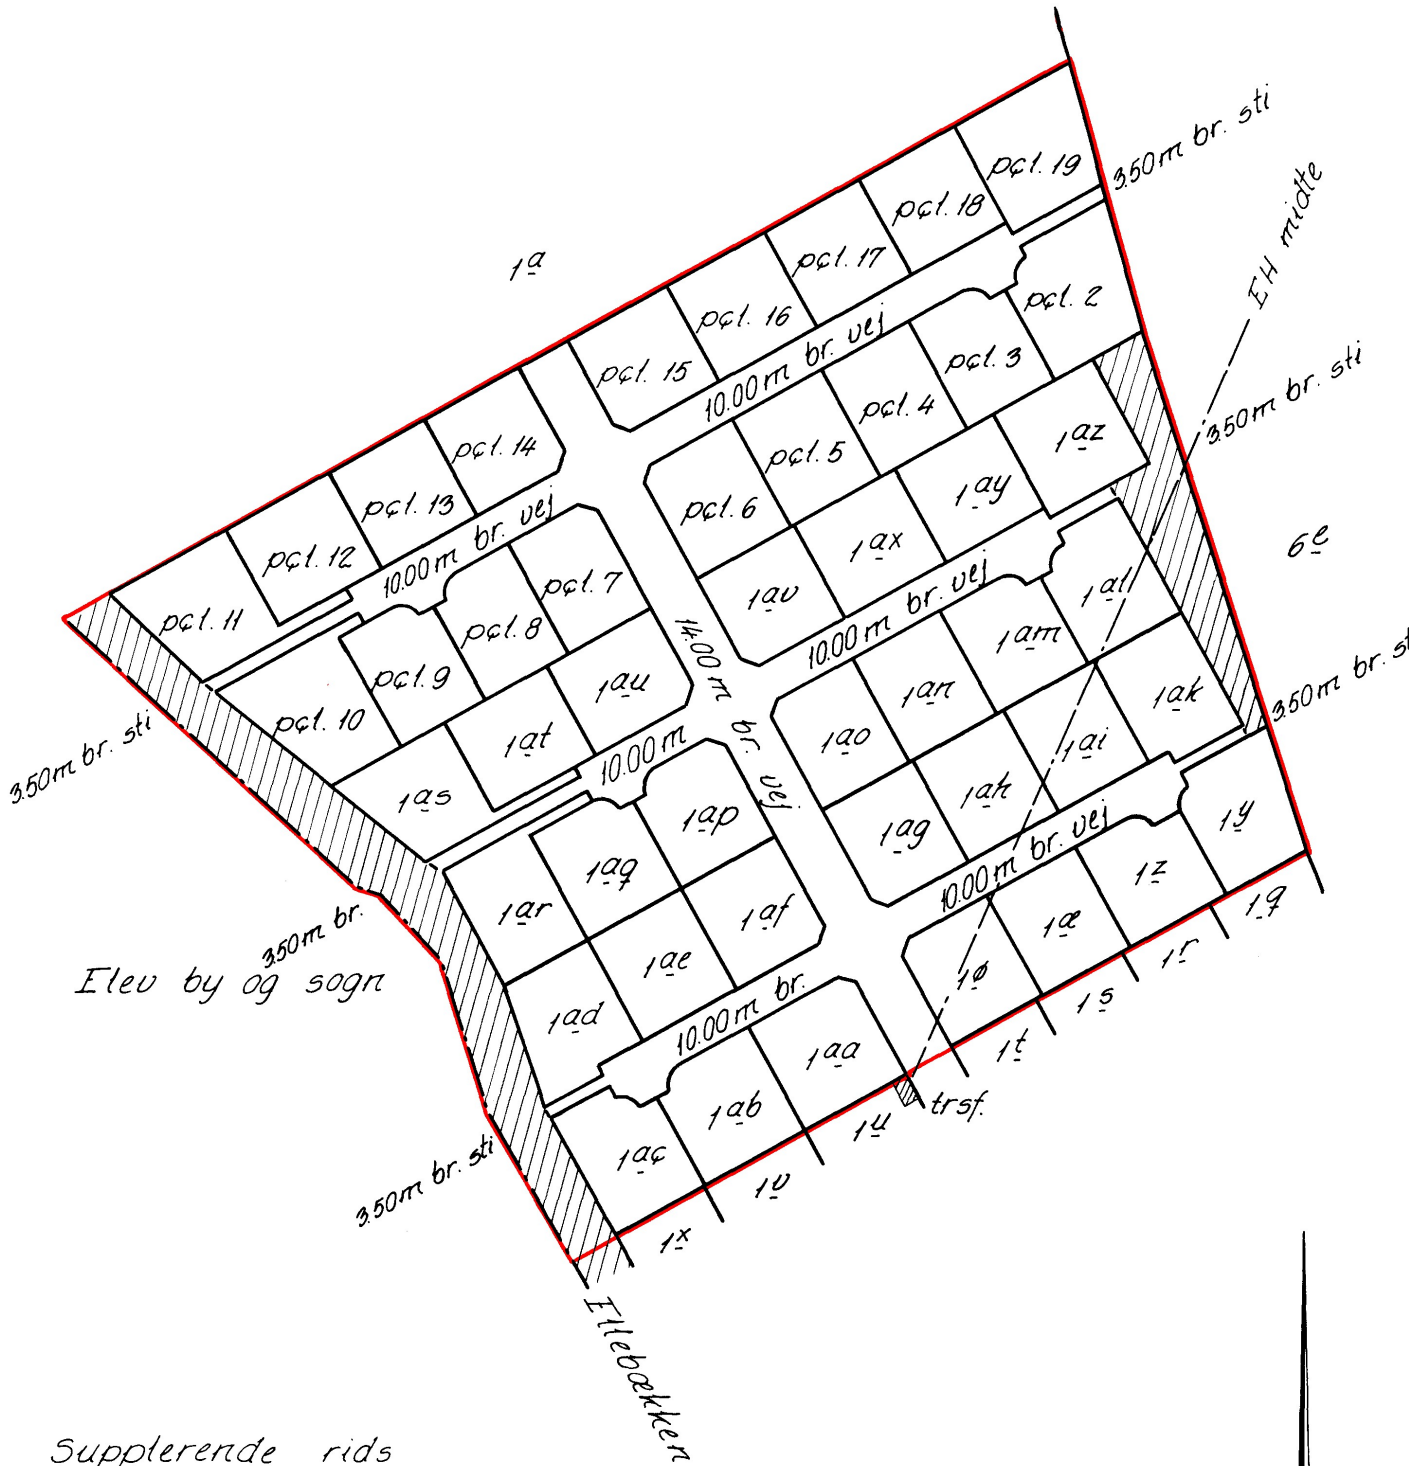 3.50m br. sti
pcl. 19
EH midte
pcl. 18
1a
pcl. 17
pcl. 2
pcl. 16
10.00m br. vej
pcl. 15
pcl. 3
3.50m br. sti
pcl. 4
pcl. 14
pcl. 5
1az
pcl. 13
pcl. 6
1ay
10.00m br. vej
pcl. 12
1ax
6e
pcl. 7
1av
10.00m br. vej
1al
pcl. 11
pcl. 8
14.00m br. vej
1am
pcl. 9
1au
1an
1ak
3.50m br. st
pcl. 10
1at
10.00m
1ao
1ai
3.50m br. sti
1as
1ap
1ah
1ag
10.00m br. vej
1y
1aq
1z
1ar
1af
1æ
1q
3.50m br.
1ae
1ø
1r
Elev by og sogn
1ad
10.00m br.
1s
1aa
1t
1ab
1u
trsf.
3.50m br. sti
1ac
1v
1x
Illebækken
Supplerende rids